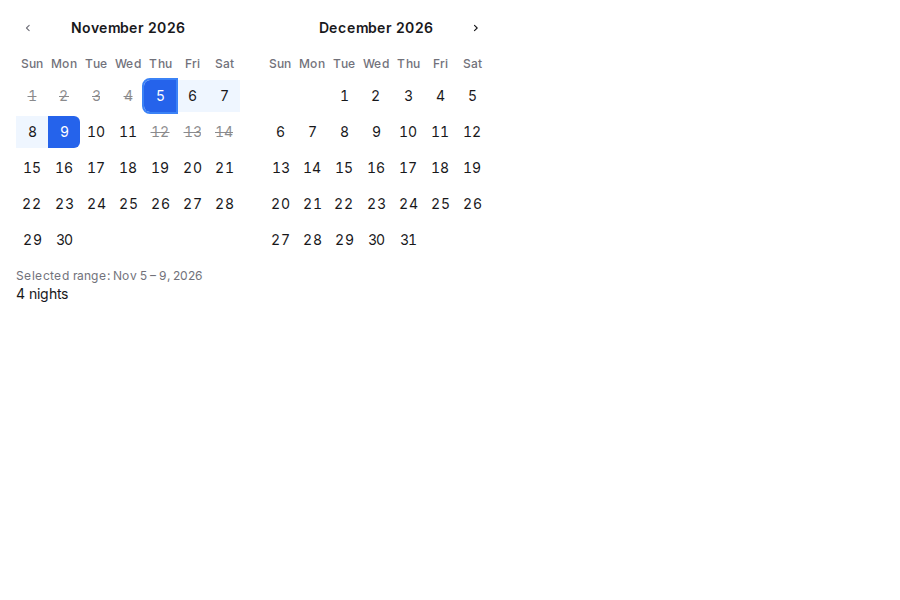 November 2026
Sun Mon Tue Wed Thu Fri Sat
1 2 3 4 5 6 7
8 9 10 11 12 13 14
15 16 17 18 19 20 21
22 23 24 25 26 27 28
29 30
December 2026
Sun Mon Tue Wed Thu Fri Sat
1 2 3 4 5
6 7 8 9 10 11 12
13 14 15 16 17 18 19
20 21 22 23 24 25 26
27 28 29 30 31
Selected range: Nov 5 – 9, 2026
4 nights